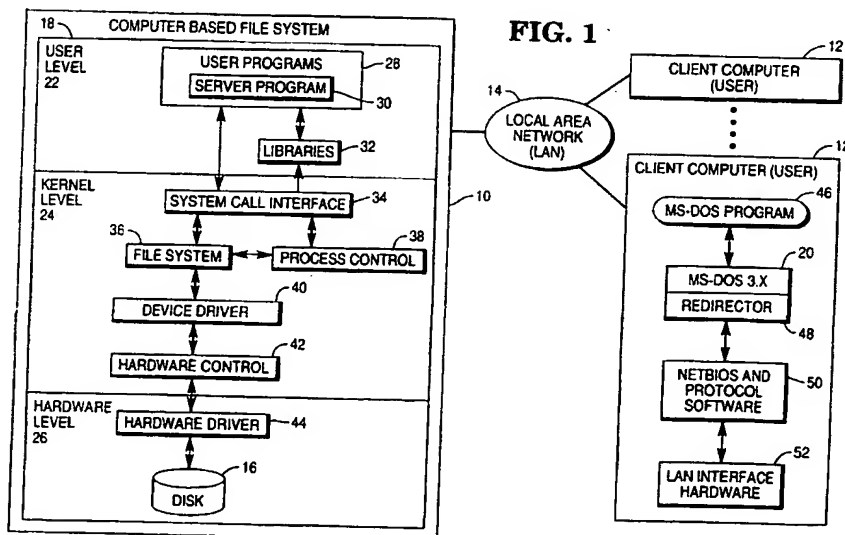 FIG. 1
COMPUTER BASED FILE SYSTEM
18
USER
LEVEL
22
USER PROGRAMS
28
SERVER PROGRAM
30
LIBRARIES
32
KERNEL
LEVEL
24
SYSTEM CALL INTERFACE
34
36
FILE SYSTEM
38
PROCESS CONTROL
40
DEVICE DRIVER
42
HARDWARE CONTROL
HARDWARE
LEVEL
26
HARDWARE DRIVER
44
16
DISK
10
14
LOCAL AREA
NETWORK
(LAN)
12
CLIENT COMPUTER
(USER)
12
CLIENT COMPUTER (USER)
46
MS-DOS PROGRAM
20
MS-DOS 3.X
REDIRECTOR
48
NETBIOS AND
PROTOCOL
SOFTWARE
50
52
LAN INTERFACE
HARDWARE